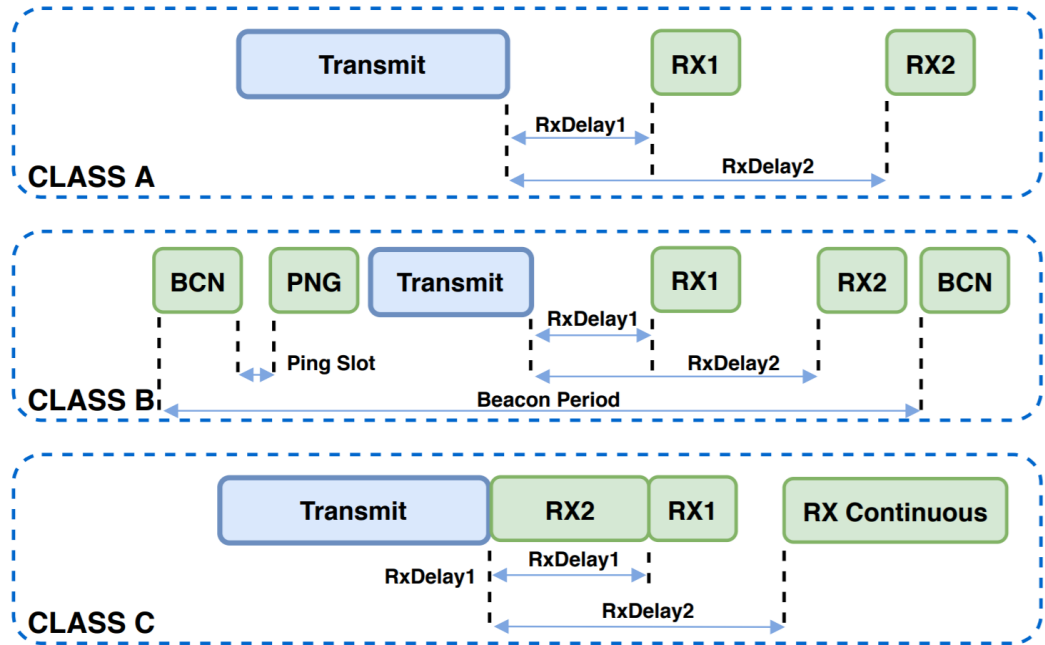 Transmit RX1 RX2
RxDelay1
RxDelay2
CLASS A
BCN PNG Transmit RX1 RX2 BCN
RxDelay1
Ping Slot RxDelay2
CLASS B Beacon Period
Transmit RX2 RX1 RX Continuous
RxDelay1 RxDelay1
RxDelay2
CLASS C